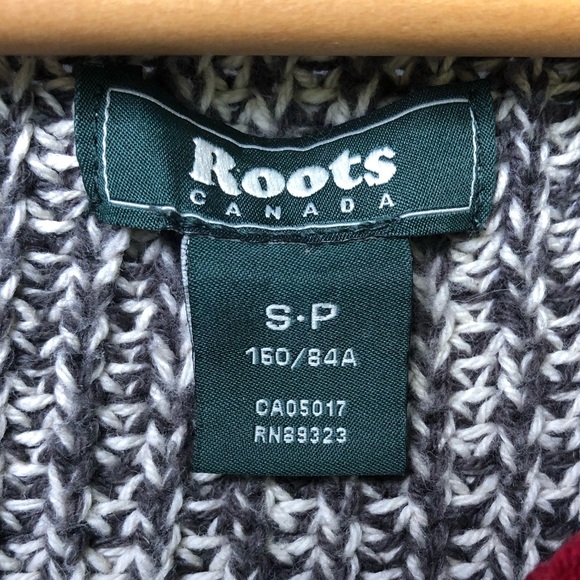 Roots
CANADA
S·P
160/84A
CA05017
RN89323